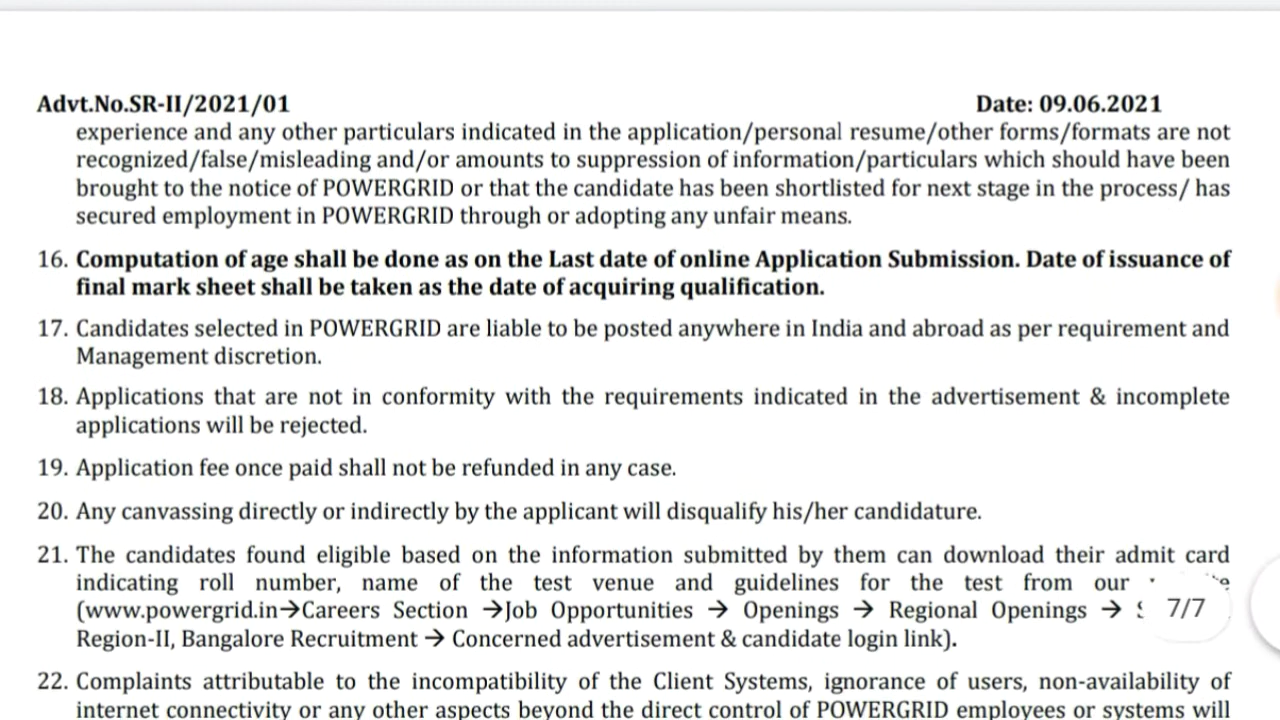 Advt.No.SR-II/2021/01 Date: 09.06.2021
experience and any other particulars indicated in the application/personal resume/other forms/formats are not
recognized/false/misleading and/or amounts to suppression of information/particulars which should have been
brought to the notice of POWERGRID or that the candidate has been shortlisted for next stage in the process/ has
secured employment in POWERGRID through or adopting any unfair means.
16. Computation of age shall be done as on the Last date of online Application Submission. Date of issuance of
final mark sheet shall be taken as the date of acquiring qualification.
17. Candidates selected in POWERGRID are liable to be posted anywhere in India and abroad as per requirement and
Management discretion.
18. Applications that are not in conformity with the requirements indicated in the advertisement & incomplete
applications will be rejected.
19. Application fee once paid shall not be refunded in any case.
20. Any canvassing directly or indirectly by the applicant will disqualify his/her candidature.
21. The candidates found eligible based on the information submitted by them can download their admit card
indicating roll number, name of the test venue and guidelines for the test from our
(www.powergrid.in→Careers Section →Job Opportunities → Openings → Regional Openings →
7/7
Region-II, Bangalore Recruitment → Concerned advertisement & candidate login link).
22. Complaints attributable to the incompatibility of the Client Systems, ignorance of users, non-availability of
internet connectivity or any other aspects beyond the direct control of POWERGRID employees or systems will